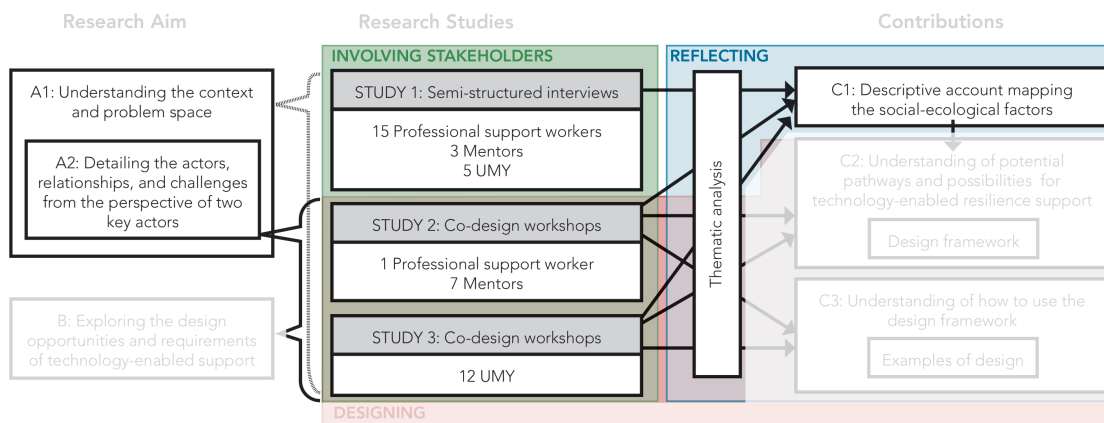 Research Aim
Research Studies
Contributions
INVOLVING STAKEHOLDERS
REFLECTING
A1: Understanding the context
and problem space
A2: Detailing the actors,
relationships, and challenges
from the perspective of two
key actors
B: Exploring the design
opportunities and requirements
of technology-enabled support
STUDY 1: Semi-structured interviews
15 Professional support workers
3 Mentors
5 UMY
STUDY 2: Co-design workshops
1 Professional support worker
7 Mentors
STUDY 3: Co-design workshops
12 UMY
DESIGNING
Thematic analysis
C1: Descriptive account mapping
the social-ecological factors
C2: Understanding of potential
pathways and possibilities for
technology-enabled resilience support
Design framework
C3: Understanding of how to use the
design framework
Examples of design